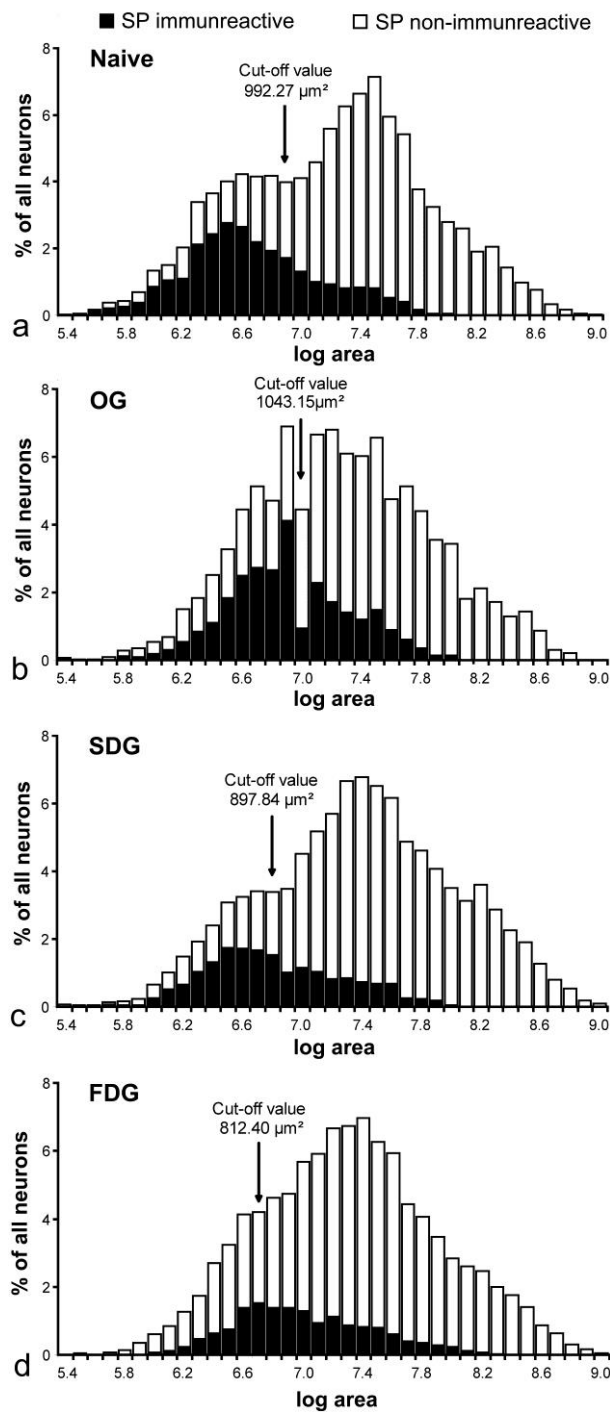 SP immunreactive SP non-immunreactive
Naive
Cut-off value
992.27 µm²
8
6
4
2
0
% of all neurons
a
5.4 5.8 6.2 6.6 7.0 7.4 7.8 8.2 8.6 9.0
log area
OG
Cut-off value
1043.15µm²
8
6
4
2
0
% of all neurons
b
5.4 5.8 6.2 6.6 7.0 7.4 7.8 8.2 8.6 9.0
log area
SDG
Cut-off value
897.84 µm²
8
6
4
2
0
% of all neurons
c
5.4 5.8 6.2 6.6 7.0 7.4 7.8 8.2 8.6 9.0
log area
FDG
Cut-off value
812.40 µm²
8
6
4
2
0
% of all neurons
d
5.4 5.8 6.2 6.6 7.0 7.4 7.8 8.2 8.6 9.0
log area